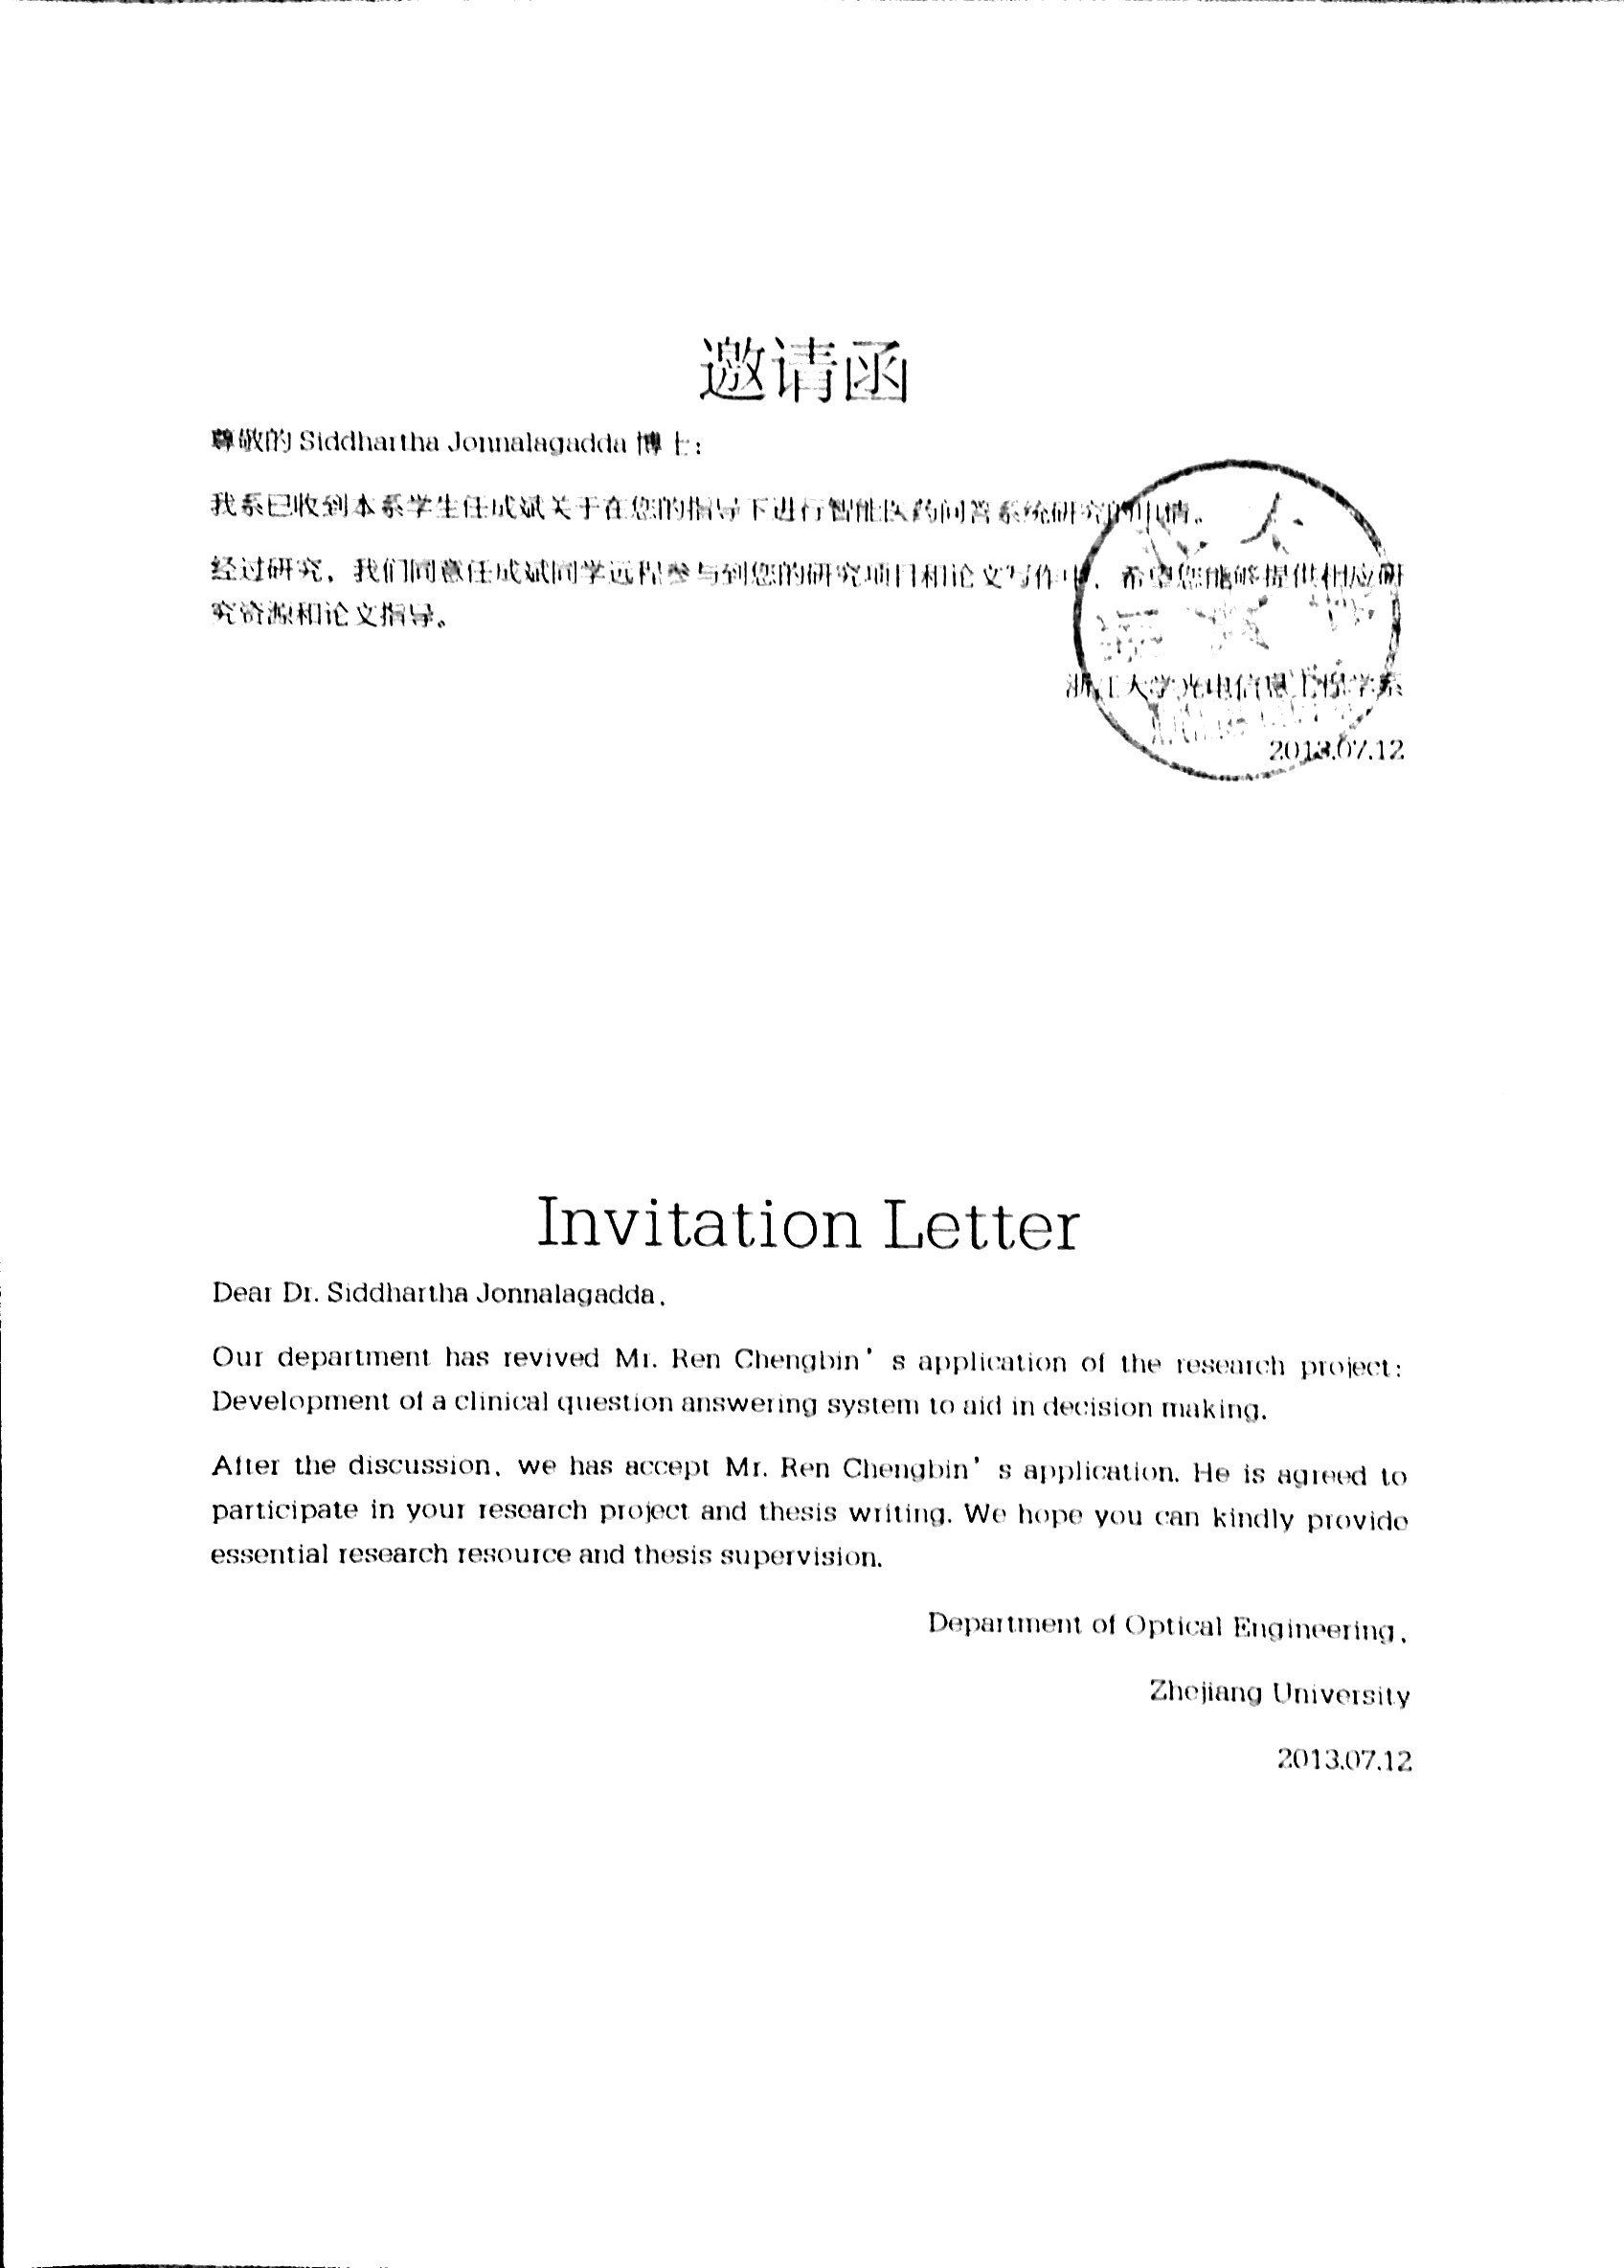 邀请函
尊敬的 Siddhartha Jonnalagadda 博士：
我系已收到本系学生任成斌关于在您的指导下进行智能医药问答系统研究的申请。
经过研究，我们同意任成斌同学远程参与到您的研究项目和论文写作中，希望您能够提供相应研
究资源和论文指导。
浙江大学光电信息工程学系
2013.07.12
Invitation Letter
Dear Dr. Siddhartha Jonnalagadda,
Our department has revived Mr. Ren Chengbin’s application of the research project:
Development of a clinical question answering system to aid in decision making.
After the discussion, we has accept Mr. Ren Chengbin’s application. He is agreed to
participate in your research project and thesis writing. We hope you can kindly provide
essential research resource and thesis supervision.
Department of Optical Engineering,
Zhejiang University
2013.07.12